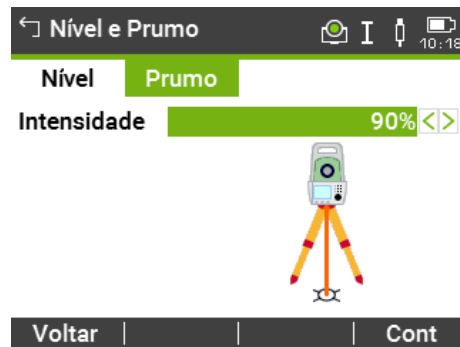 Nível e Prumo
10:18
Nível Prumo
Intensidade 90%
Voltar Cont